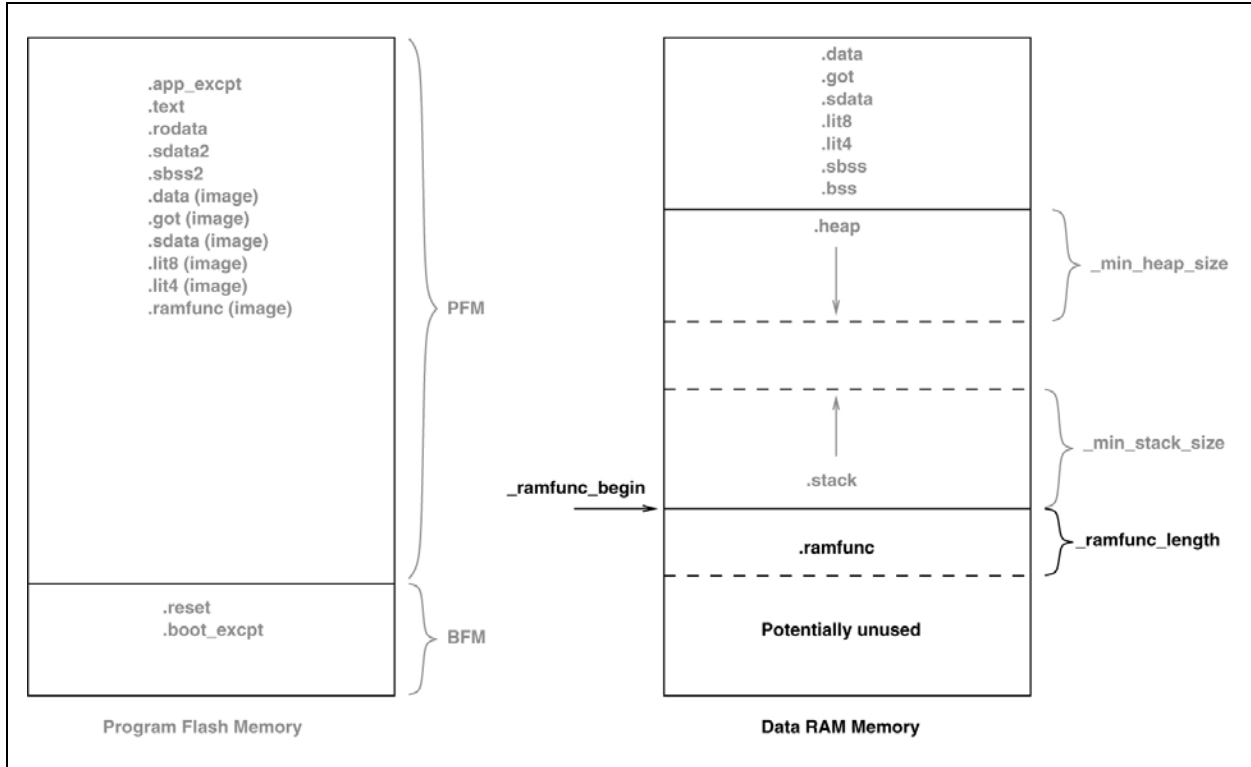 .app_excpt
.text
.rodata
.sdata2
.sbss2
.data (image)
.got (image)
.sdata (image)
.lit8 (image)
.lit4 (image)
.ramfunc (image)
PFM
.reset
.boot_excpt
BFM
Program Flash Memory
.data
.got
.sdata
.lit8
.lit4
.sbss
.bss
.heap
_min_heap_size
_min_stack_size
.stack
_ramfunc_begin
.ramfunc
_ramfunc_length
Potentially unused
Data RAM Memory